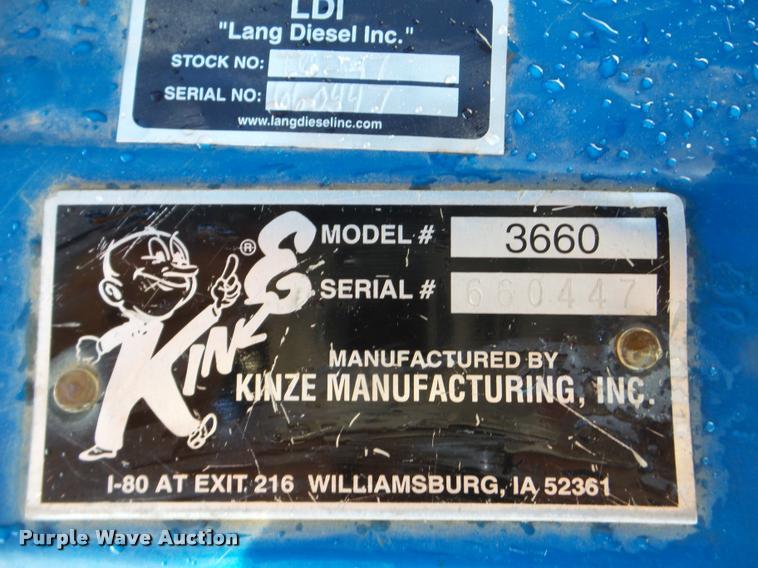 LDI
"Lang Diesel Inc."
STOCK NO:
SERIAL NO:
www.langdieselinc.com
KINZE ® MODEL # 3660
SERIAL # 660447
MANUFACTURED BY
KINZE MANUFACTURING, INC.
I-80 AT EXIT 216 WILLIAMSBURG, IA 52361
Purple Wave Auction